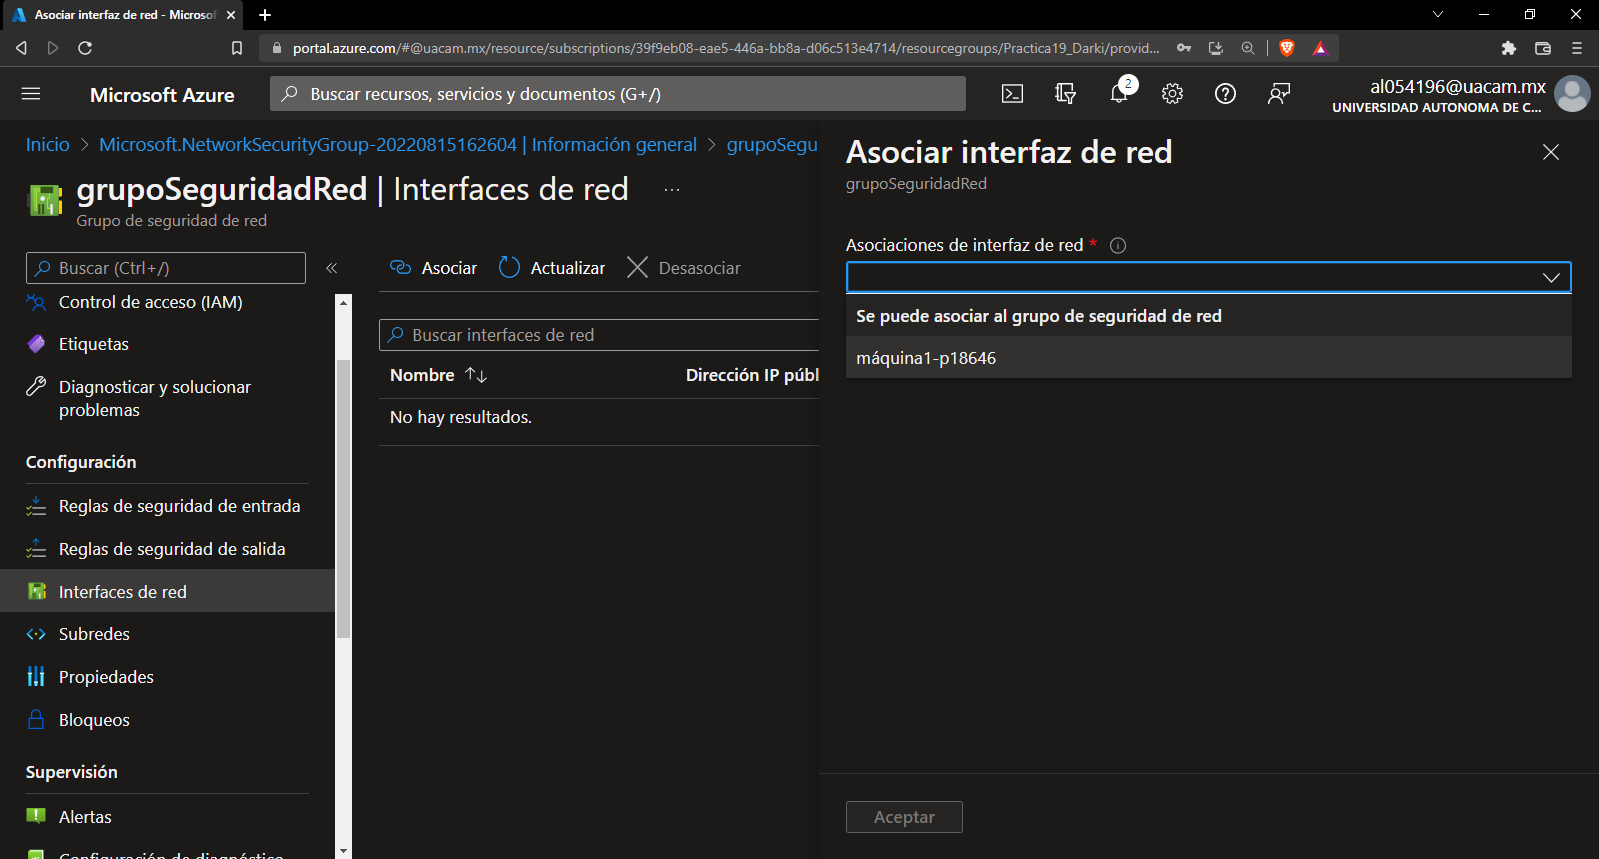 Asociar interfaz de red - Microsof
portal.azure.com/#@uacam.mx/resource/subscriptions/39f9eb08-eae5-446a-bb8a-d06c513e4714/resourcegroups/Practica19_Darki/provid...
Microsoft Azure
Buscar recursos, servicios y documentos (G+/)
2
al054196@uacam.mx
UNIVERSIDAD AUTONOMA DE C...
Inicio > Microsoft.NetworkSecurityGroup-20220815162604 | Información general > grupoSegu
grupoSeguridadRed | Interfaces de red ...
Grupo de seguridad de red
Buscar (Ctrl+/)
«
Control de acceso (IAM)
Etiquetas
Diagnosticar y solucionar
problemas
Configuración
Reglas de seguridad de entrada
Reglas de seguridad de salida
Interfaces de red
Subredes
Propiedades
Bloqueos
Supervisión
Alertas
Configuración de diagnóstico
Asociar
Actualizar
Desasociar
Buscar interfaces de red
Nombre ↑↓
Dirección IP públ
No hay resultados.
Asociar interfaz de red
grupoSeguridadRed
Asociaciones de interfaz de red *
Se puede asociar al grupo de seguridad de red
máquina1-p18646
Aceptar